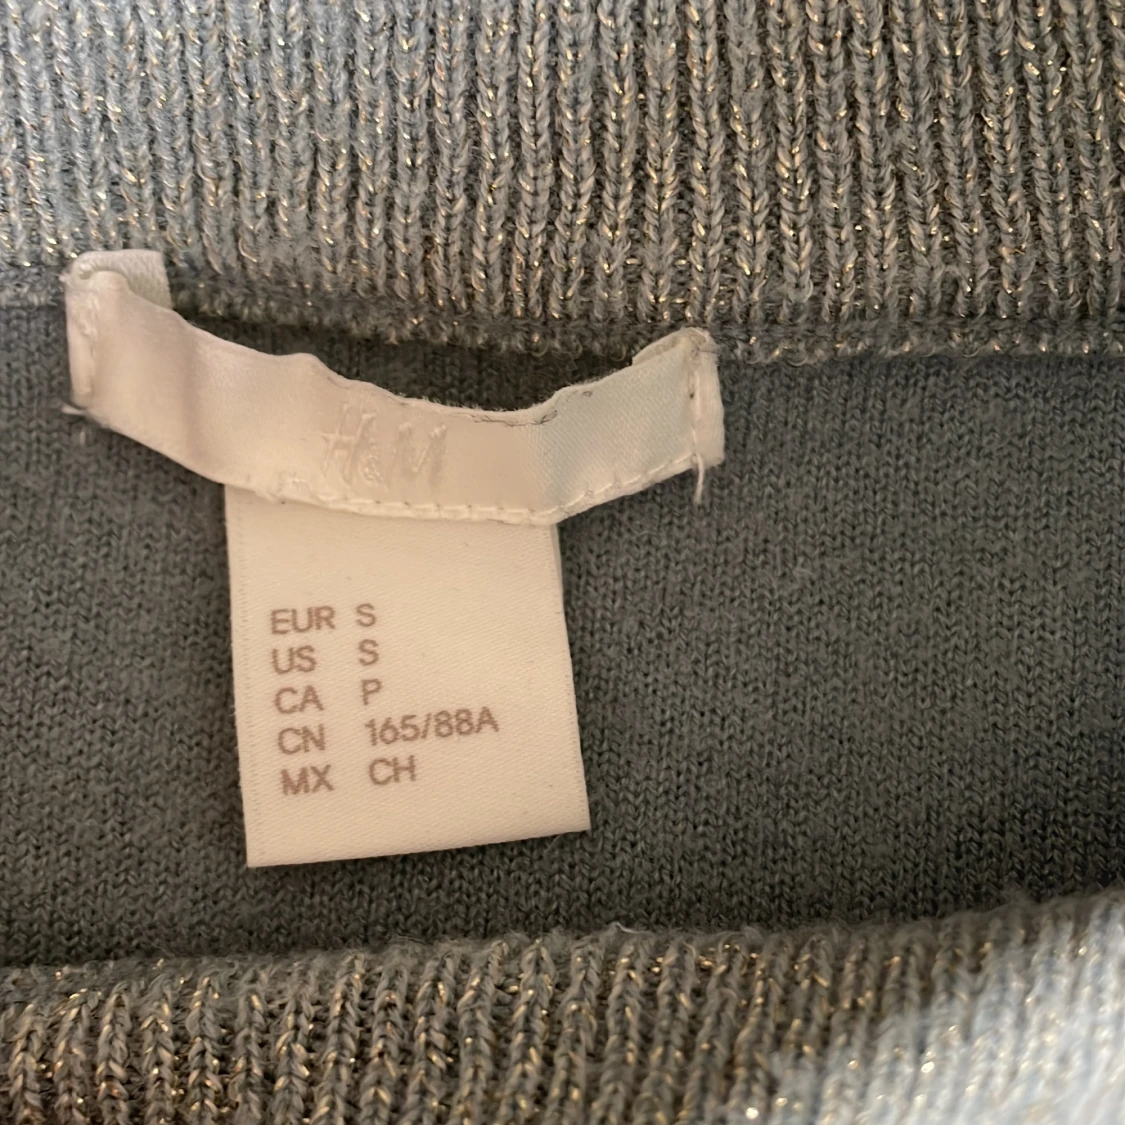 H&M
EUR S
US S
CA P
CN 165/88A
MX CH